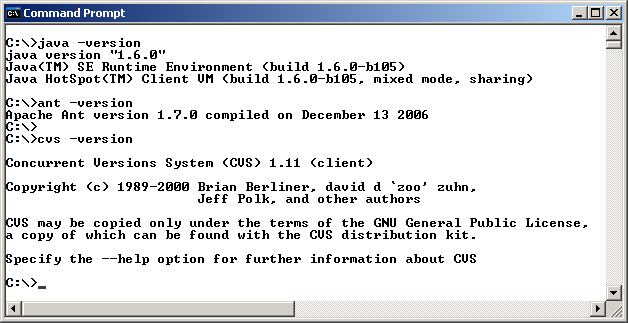 Command Prompt
C:\>java -version
java version "1.6.0"
Java(TM) SE Runtime Environment (build 1.6.0-b105)
Java HotSpot(TM) Client VM (build 1.6.0-b105, mixed mode, sharing)
C:\>ant -version
Apache Ant version 1.7.0 compiled on December 13 2006
C:\>
C:\>cvs -version
Concurrent Versions System (CVS) 1.11 (client)
Copyright (c) 1989-2000 Brian Berliner, david d `zoo' zuhn,
Jeff Polk, and other authors
CVS may be copied only under the terms of the GNU General Public License,
a copy of which can be found with the CVS distribution kit.
Specify the --help option for further information about CVS
C:\>_